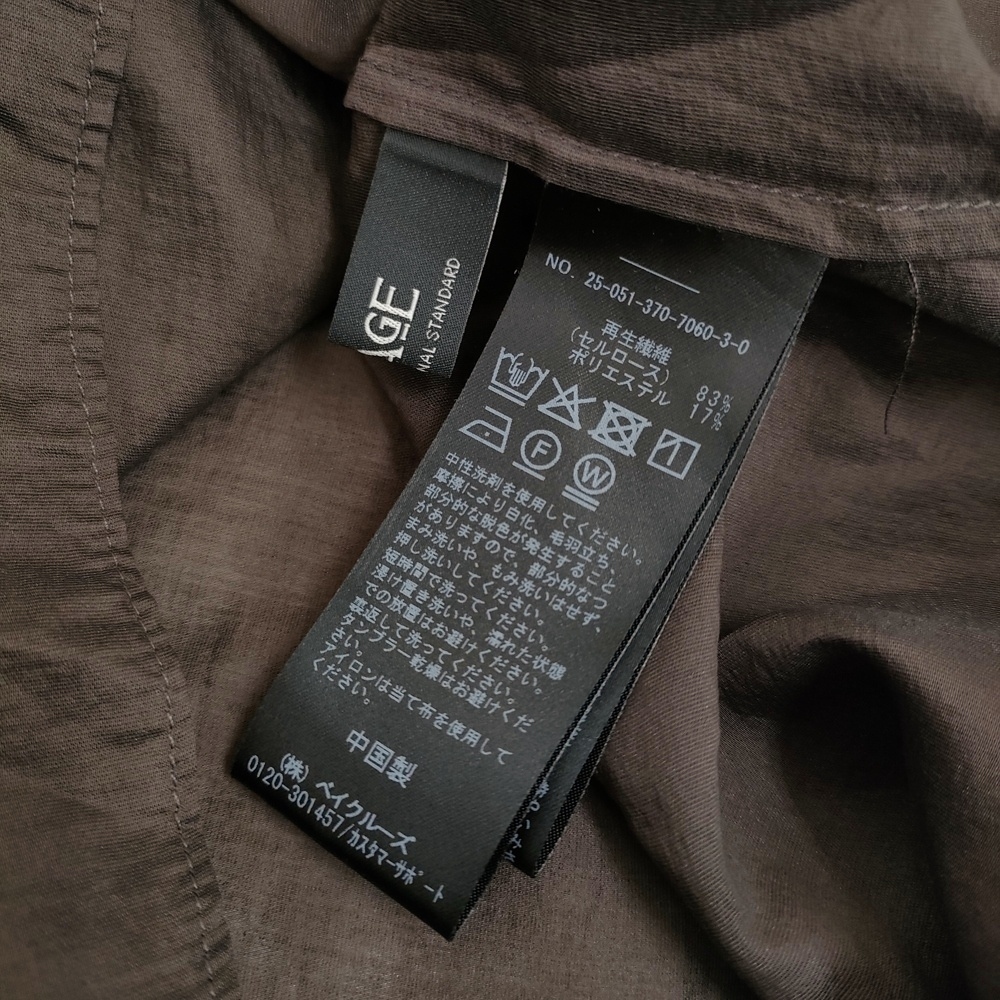 AGE
NAL STANDARD
NO. 25-051-370-7060-3-0
再生繊維
(セルロース) 83%
ポリエステル 17%
F
W
中性洗剤を使用してください。
摩擦により白化、毛羽立ち、
部分的な脱色が発生すること
がありますので、部分的なつ
まみ洗いや、もみ洗いはせず、
押し洗いしてください。
短時間で洗ってください。
浸け置き洗いや、濡れた状態
での放置はお避けください。
裏返して洗ってください。
タンブラー乾燥はお避けくだ
さい。
アイロンは当て布を使用して
ください。
中国製
(株)ベイクルーズ
0120-301457/カスタマーサポート